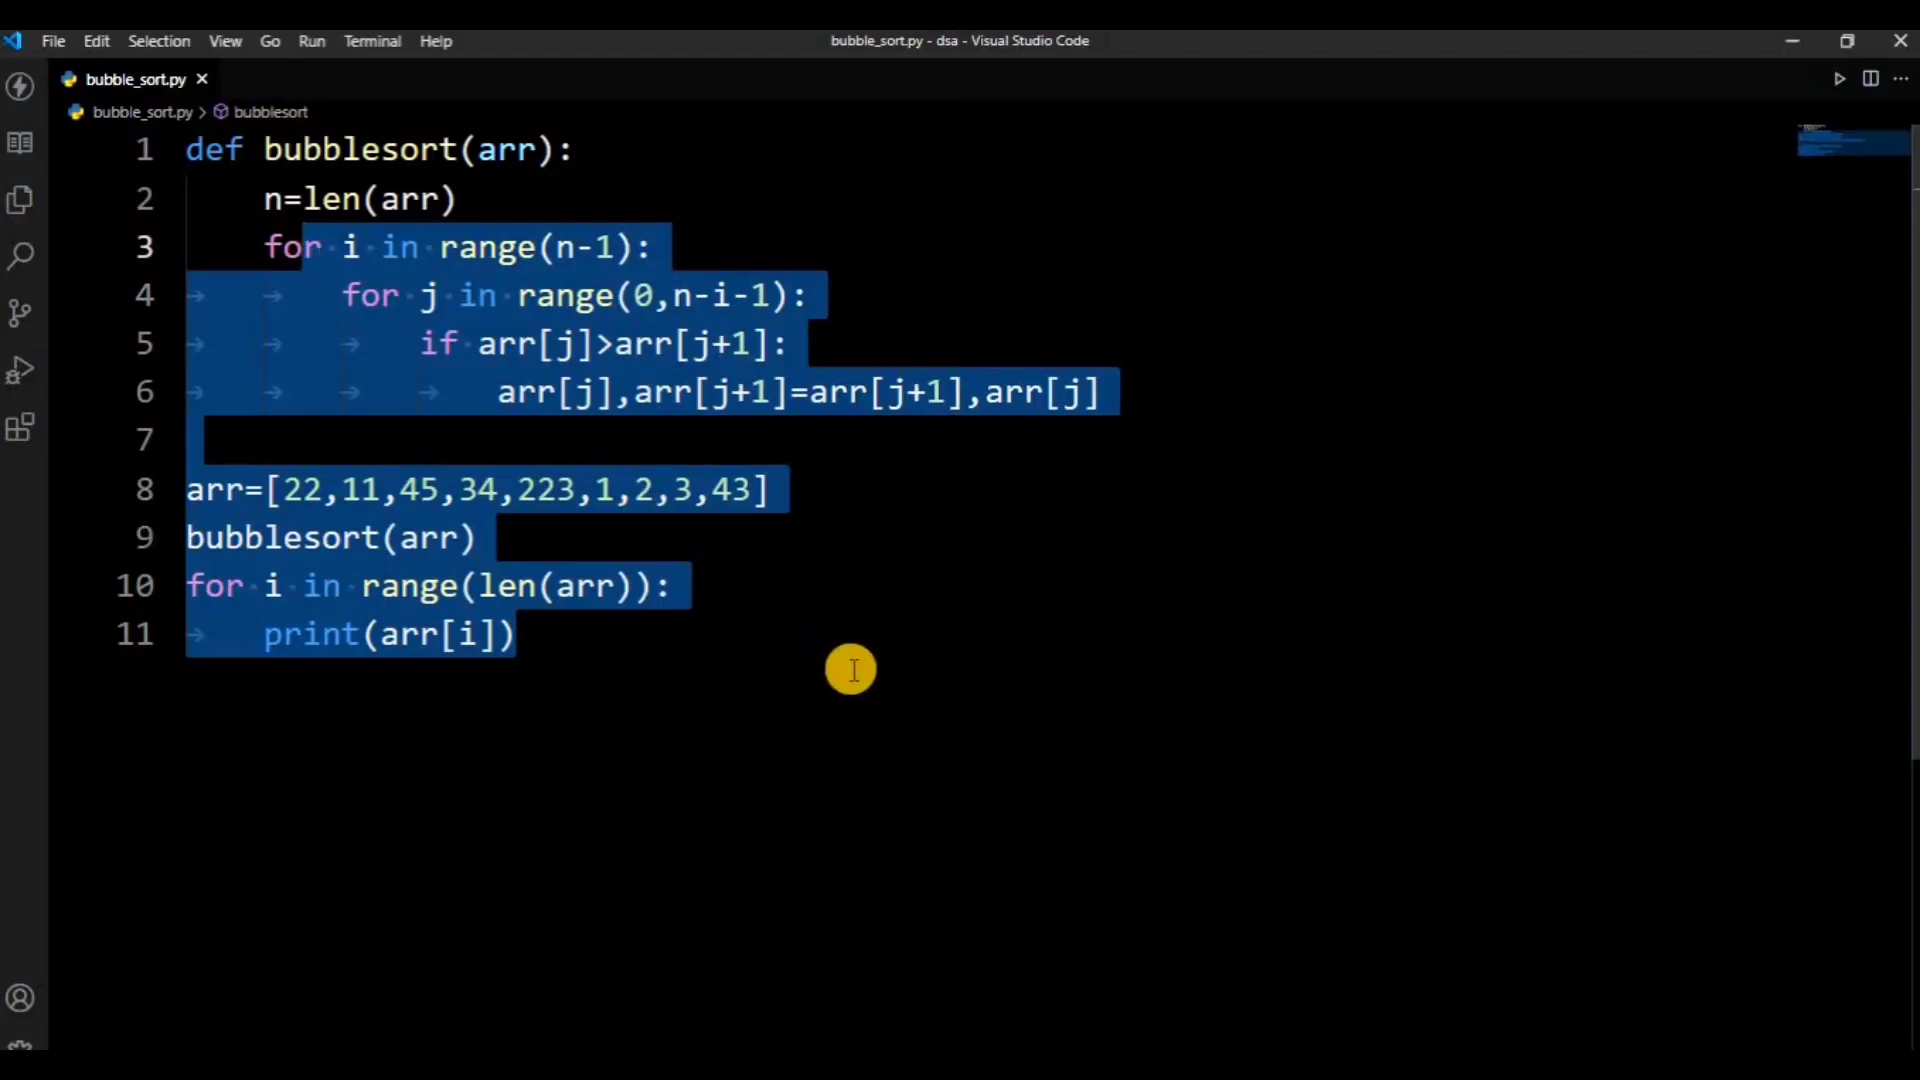 File Edit Selection View Go Run Terminal Help
bubble_sort.py - dsa - Visual Studio Code
bubble_sort.py
bubble_sort.py > bubblesort
1 def bubblesort(arr):
2 n=len(arr)
3 for i in range(n-1):
4 for j in range(0,n-i-1):
5 if arr[j]>arr[j+1]:
6 arr[j],arr[j+1]=arr[j+1],arr[j]
7
8 arr=[22,11,45,34,223,1,2,3,43]
9 bubblesort(arr)
10 for i in range(len(arr)):
11 print(arr[i])